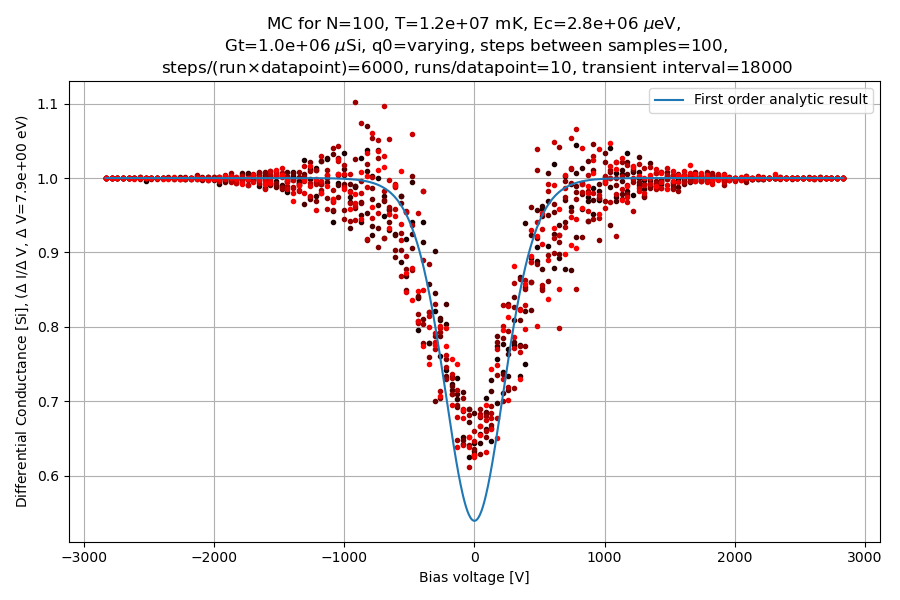 MC for N=100, T=1.2e+07 mK, Ec=2.8e+06 μeV,
Gt=1.0e+06 μSi, q0=varying, steps between samples=100,
steps/(run×datapoint)=6000, runs/datapoint=10, transient interval=18000
First order analytic result
Differential Conductance [Si], (Δ I/Δ V, Δ V=7.9e+00 eV)
1.1
1.0
0.9
0.8
0.7
0.6
−3000 −2000 −1000 0 1000 2000 3000
Bias voltage [V]